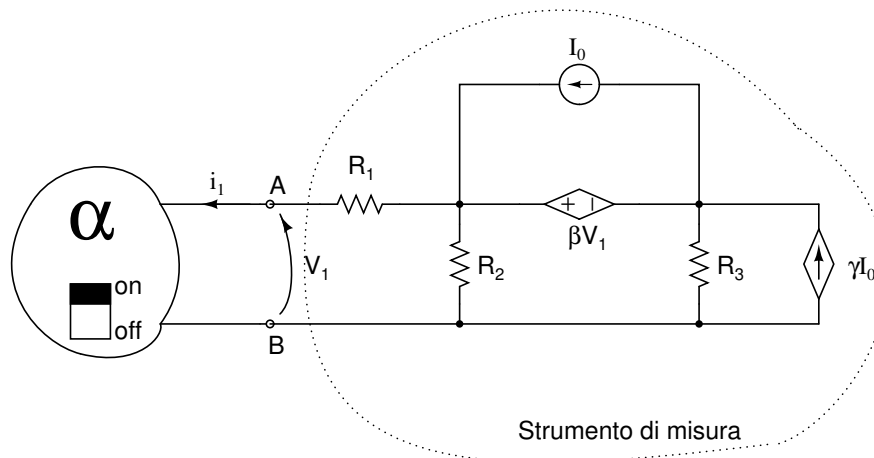 I₀
R₁
i₁
A
α
on
off
V₁
B
R₂
+ −
βV₁
R₃
γI₀
Strumento di misura